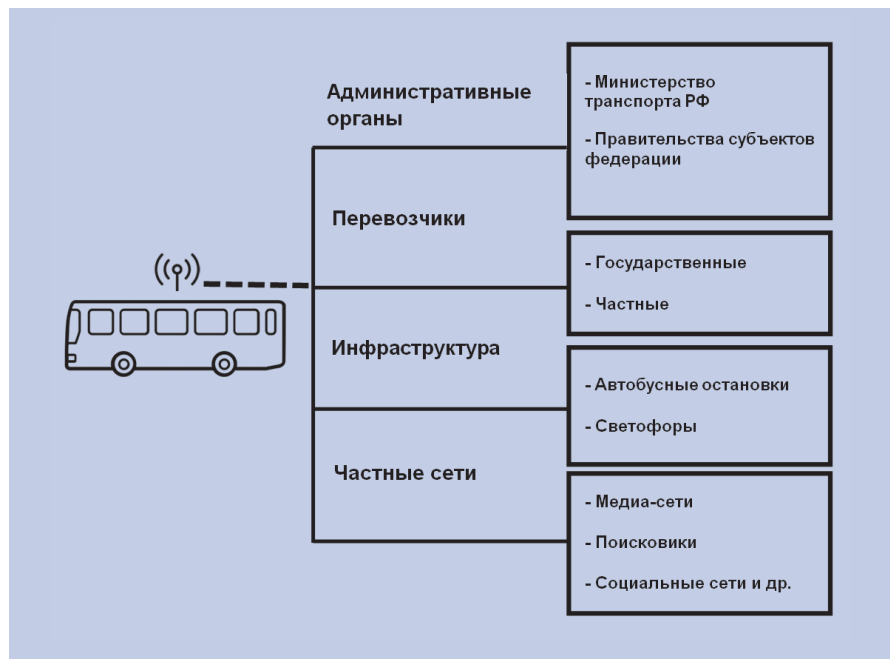 Административные
органы
- Министерство
транспорта РФ
- Правительства субъектов
федерации
Перевозчики
- Государственные
- Частные
Инфраструктура
- Автобусные остановки
- Светофоры
Частные сети
- Медиа-сети
- Поисковики
- Социальные сети и др.